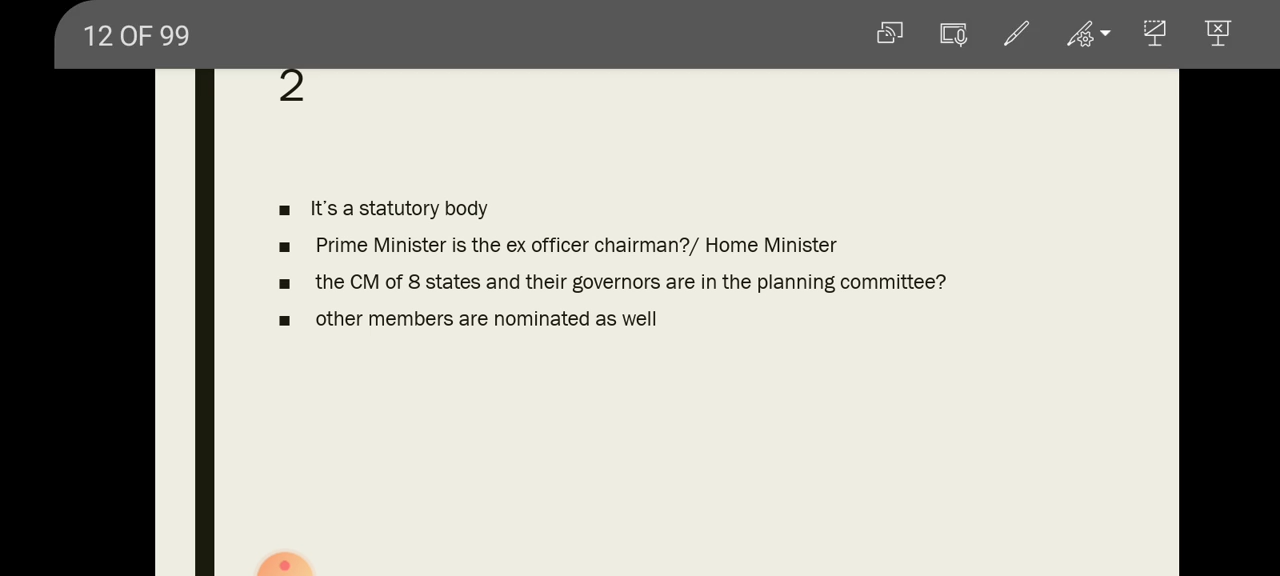 12 OF 99
2
It’s a statutory body
Prime Minister is the ex officer chairman?/ Home Minister
the CM of 8 states and their governors are in the planning committee?
other members are nominated as well